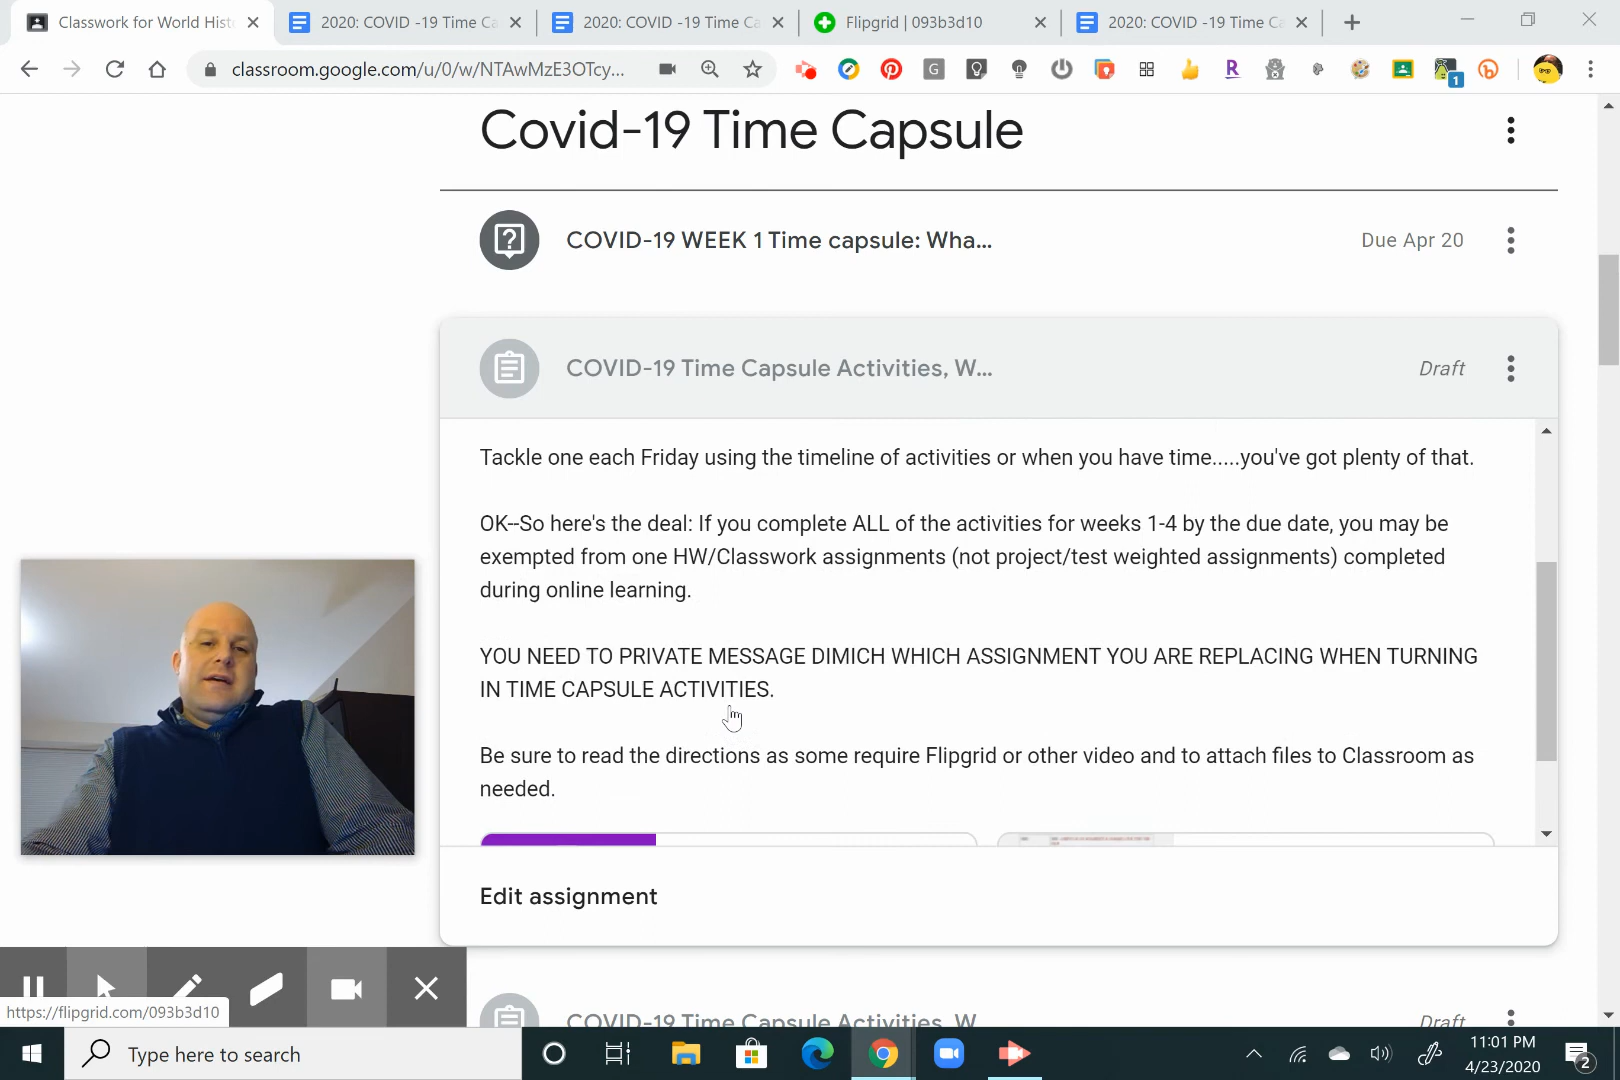 Classwork for World Hist
2020: COVID -19 Time Ca
2020: COVID -19 Time Ca
Flipgrid | 093b3d10
2020: COVID -19 Time Ca
classroom.google.com/u/0/w/NTAwMzE3OTcy...
G
R
1
Covid-19 Time Capsule
COVID-19 WEEK 1 Time capsule: Wha...
Due Apr 20
COVID-19 Time Capsule Activities, W...
Draft
Tackle one each Friday using the timeline of activities or when you have time.....you've got plenty of that.
OK--So here's the deal: If you complete ALL of the activities for weeks 1-4 by the due date, you may be
exempted from one HW/Classwork assignments (not project/test weighted assignments) completed
during online learning.
YOU NEED TO PRIVATE MESSAGE DIMICH WHICH ASSIGNMENT YOU ARE REPLACING WHEN TURNING
IN TIME CAPSULE ACTIVITIES.
Be sure to read the directions as some require Flipgrid or other video and to attach files to Classroom as
needed.
Edit assignment
COVID-19 Time Capsule Activities, W
Draft
https://flipgrid.com/093b3d10
Type here to search
11:01 PM
4/23/2020
2